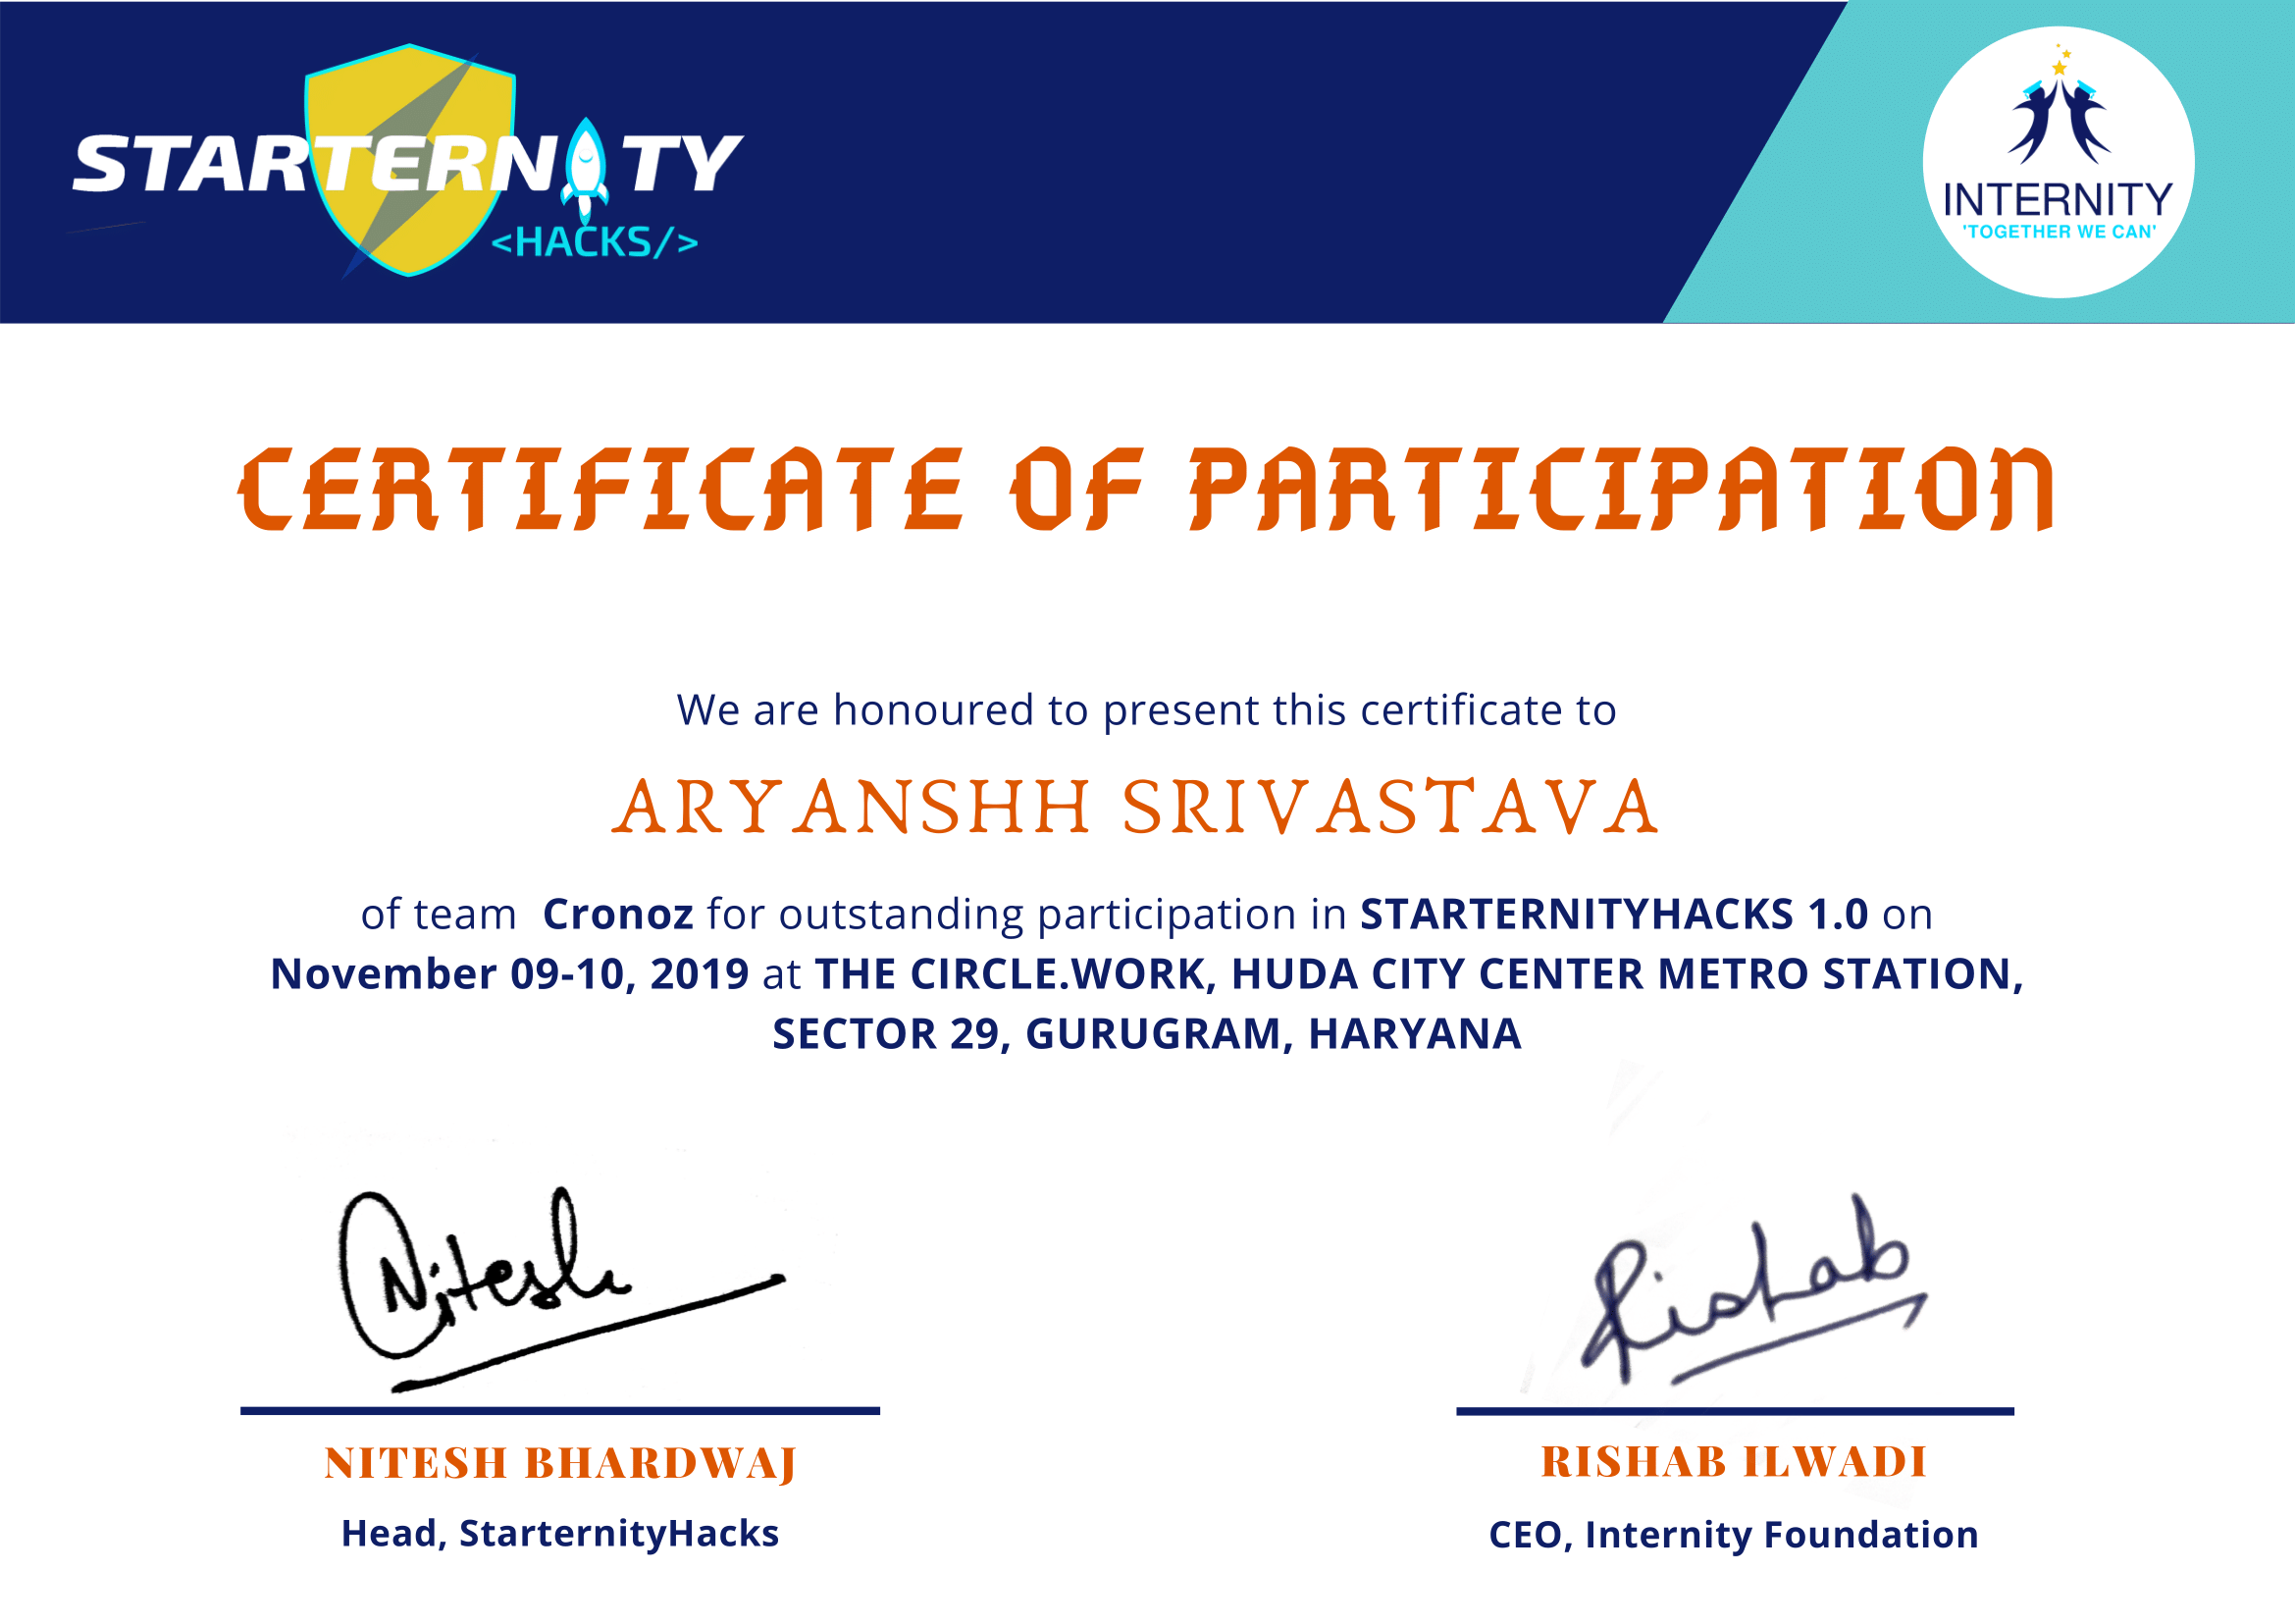 STARTERNITY
<HACKS/>
INTERNITY
'TOGETHER WE CAN'
CERTIFICATE OF PARTICIPATION
We are honoured to present this certificate to
ARYANSHH SRIVASTAVA
of team Cronoz for outstanding participation in STARTERNITYHACKS 1.0 on
November 09-10, 2019 at THE CIRCLE.WORK, HUDA CITY CENTER METRO STATION,
SECTOR 29, GURUGRAM, HARYANA
Nitesh
Rishab
NITESH BHARDWAJ
RISHAB ILWADI
Head, StarternityHacks
CEO, Internity Foundation